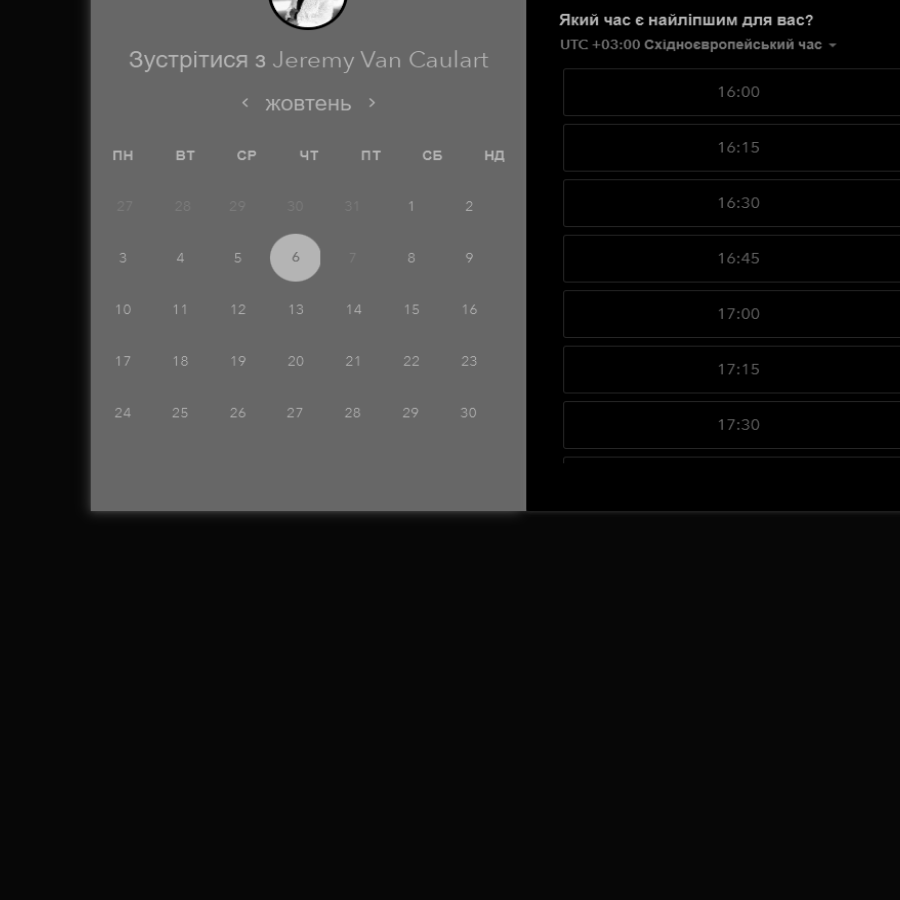 Зустрітися з Jeremy Van Caulart
жовтень
ПН ВТ СР ЧТ ПТ СБ НД
27 28 29 30 31 1 2
3 4 5 6 7 8 9
10 11 12 13 14 15 16
17 18 19 20 21 22 23
24 25 26 27 28 29 30
Який час є найліпшим для вас?
UTC +03:00 Східноєвропейський час
16:00
16:15
16:30
16:45
17:00
17:15
17:30